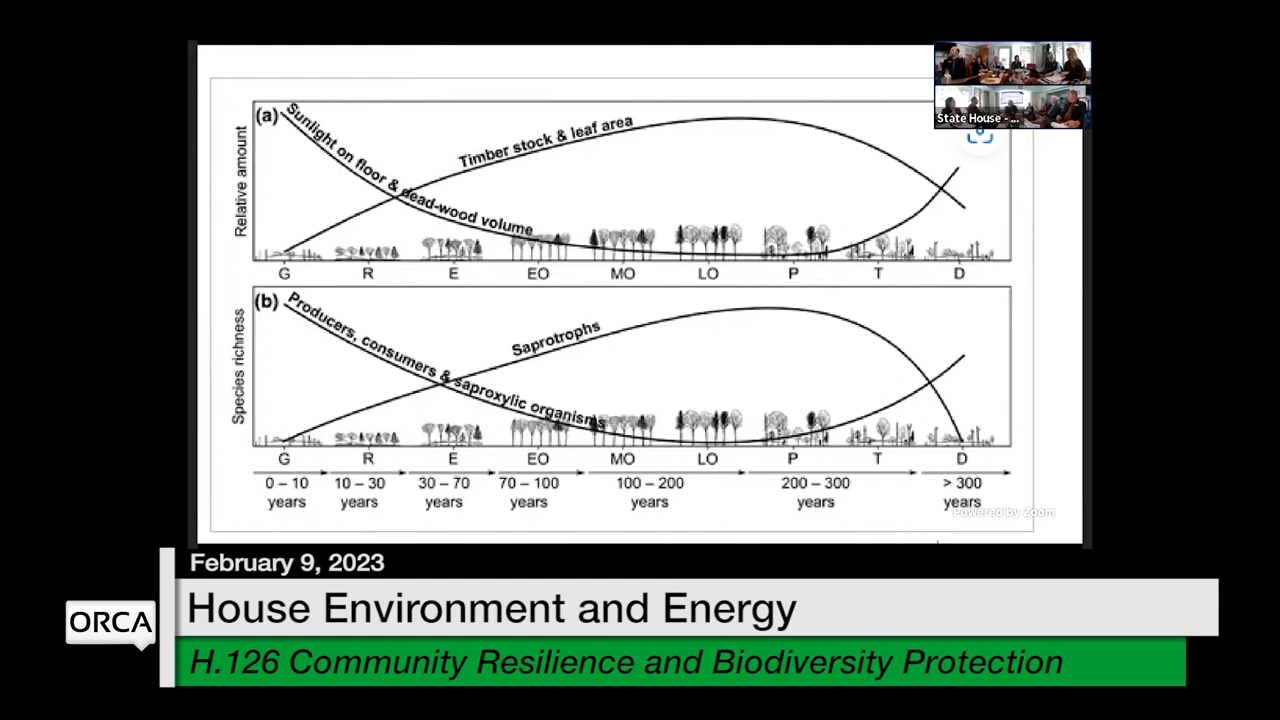 State House - ...
(a)
Sunlight on floor & dead-wood volume
Timber stock & leaf area
Relative amount
G R E EO MO LO P T D
(b)
Producers, consumers & saproxylic organisms
Saprotrophs
Species richness
G R E EO MO LO P T D
0 – 10 10 – 30 30 – 70 70 – 100 100 – 200 200 – 300 > 300
years years years years years years years
Powered by Zoom
February 9, 2023
House Environment and Energy
ORCA
H.126 Community Resilience and Biodiversity Protection